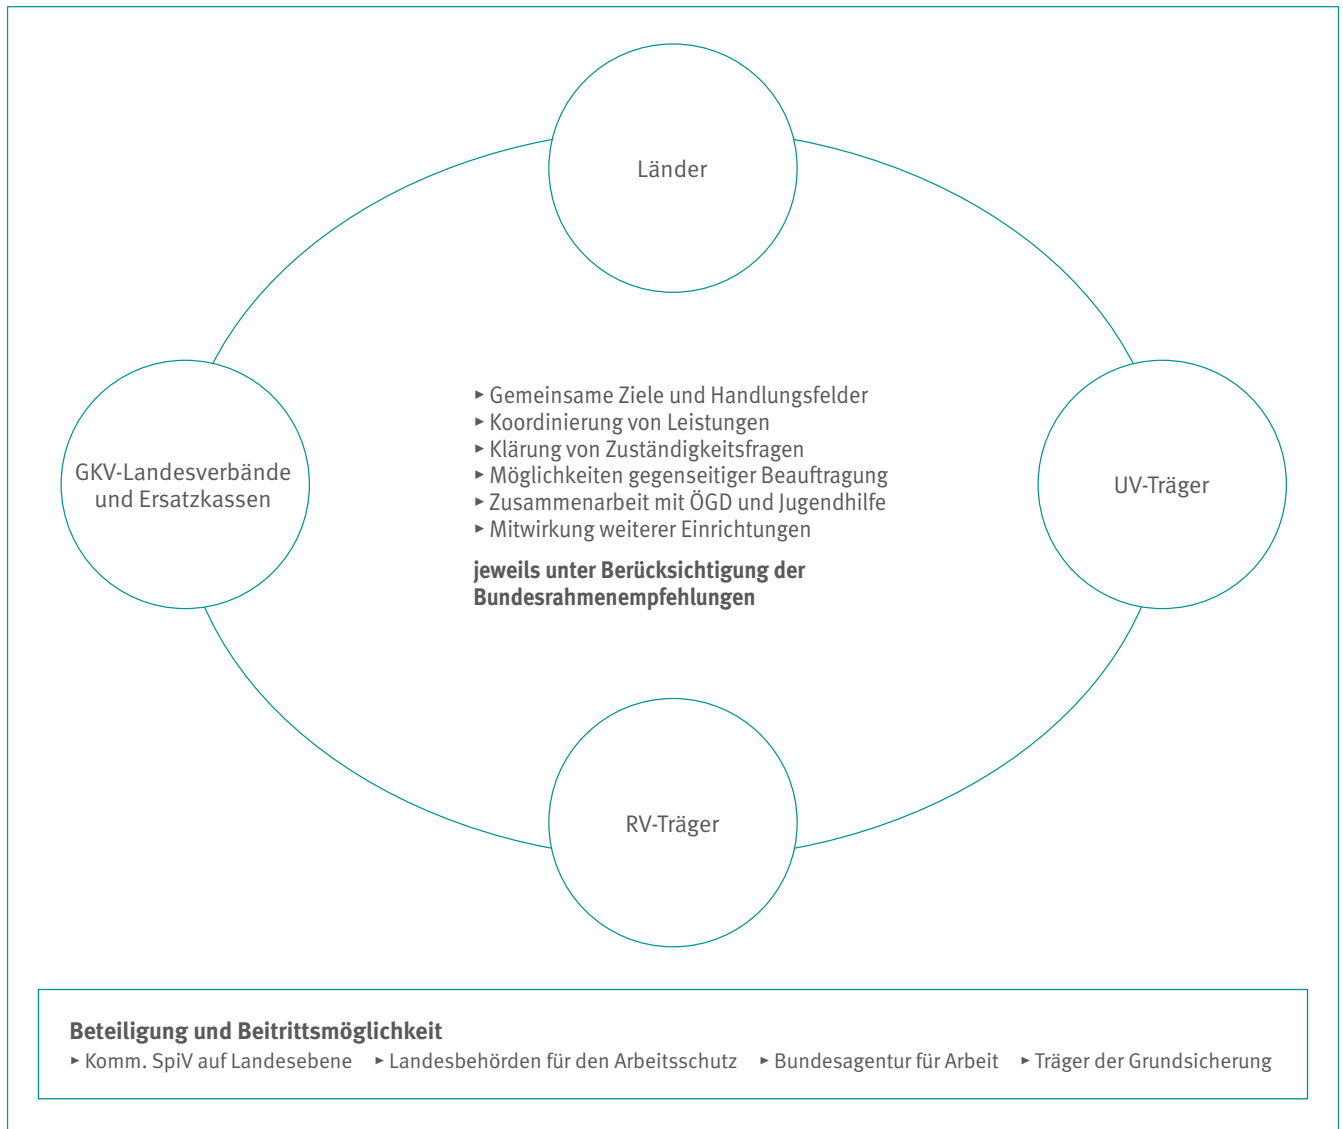 Länder
GKV-Landesverbände
und Ersatzkassen
▸ Gemeinsame Ziele und Handlungsfelder
▸ Koordinierung von Leistungen
▸ Klärung von Zuständigkeitsfragen
▸ Möglichkeiten gegenseitiger Beauftragung
▸ Zusammenarbeit mit ÖGD und Jugendhilfe
▸ Mitwirkung weiterer Einrichtungen
jeweils unter Berücksichtigung der
Bundesrahmenempfehlungen
UV-Träger
RV-Träger
Beteiligung und Beitrittsmöglichkeit
▸ Komm. SpiV auf Landesebene ▸ Landesbehörden für den Arbeitsschutz ▸ Bundesagentur für Arbeit ▸ Träger der Grundsicherung